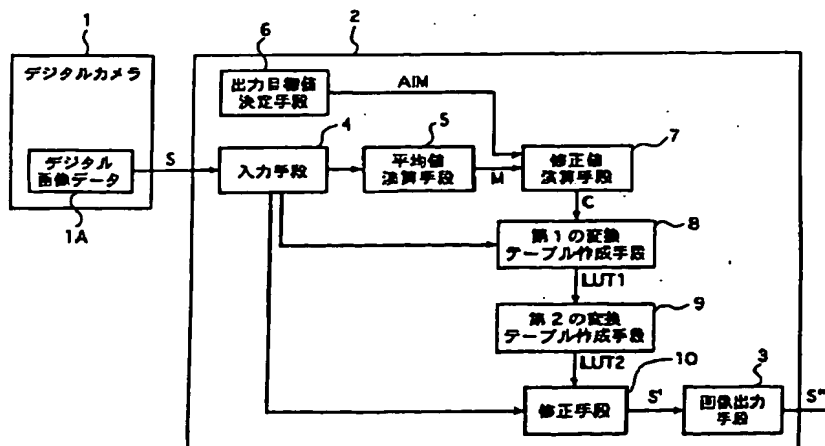 1
デジタルカメラ
デジタル
画像データ
1A
S
2
6
出力目標値
決定手段
AIM
4
入力手段
5
平均値
演算手段
M
7
修正値
演算手段
C
8
第1の変換
テーブル作成手段
LUT1
9
第2の変換
テーブル作成手段
LUT2
10
修正手段
S'
3
画像出力
手段
S"